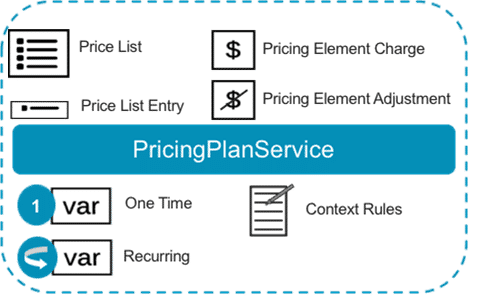 Price List
$
Pricing Element Charge
Price List Entry
$
Pricing Element Adjustment
PricingPlanService
1
var
One Time
Context Rules
var
Recurring